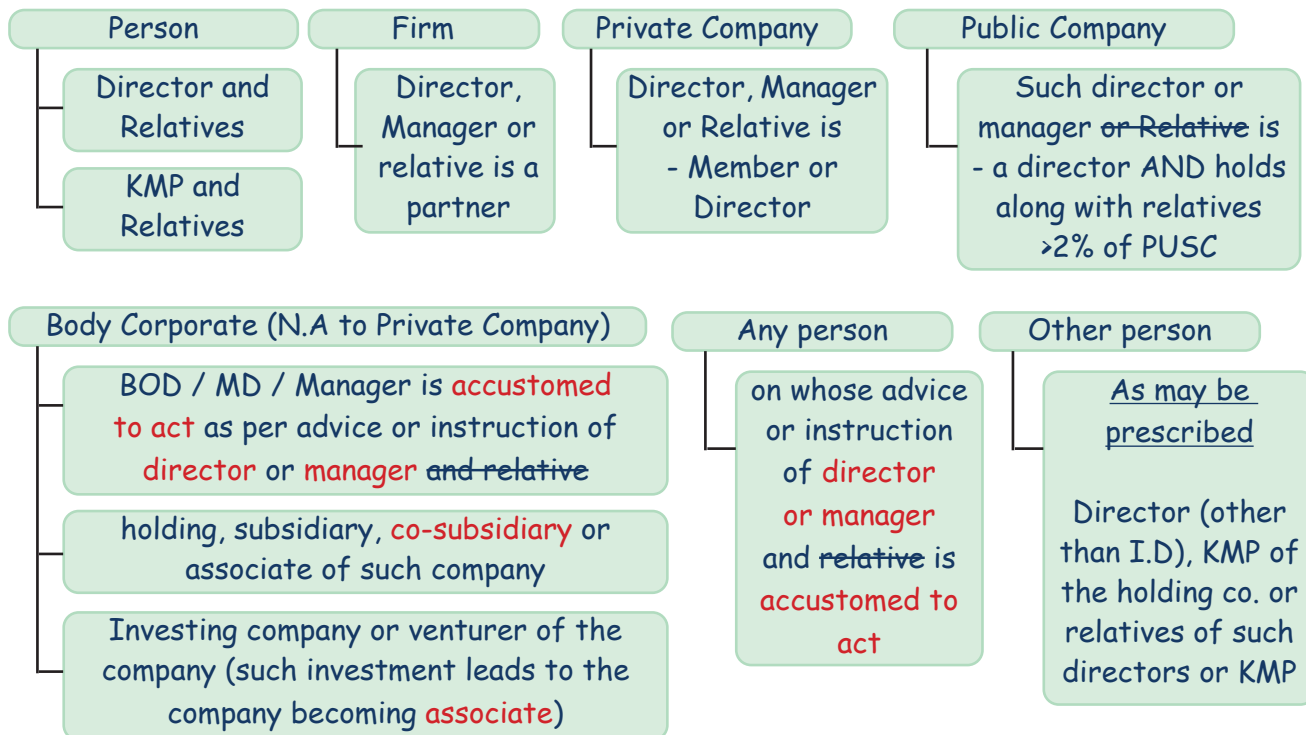 Person
Director and
Relatives
KMP and
Relatives
Firm
Director,
Manager or
relative is a
partner
Private Company
Director, Manager
or Relative is
- Member or
Director
Public Company
Such director or
manager or Relative is
- a director AND holds
along with relatives
>2% of PUSC
Body Corporate (N.A to Private Company)
BOD / MD / Manager is accustomed
to act as per advice or instruction of
director or manager and relative
holding, subsidiary, co-subsidiary or
associate of such company
Investing company or venturer of the
company (such investment leads to the
company becoming associate)
Any person
on whose advice
or instruction
of director
or manager
and relative is
accustomed to
act
Other person
As may be
prescribed
Director (other
than I.D), KMP of
the holding co. or
relatives of such
directors or KMP